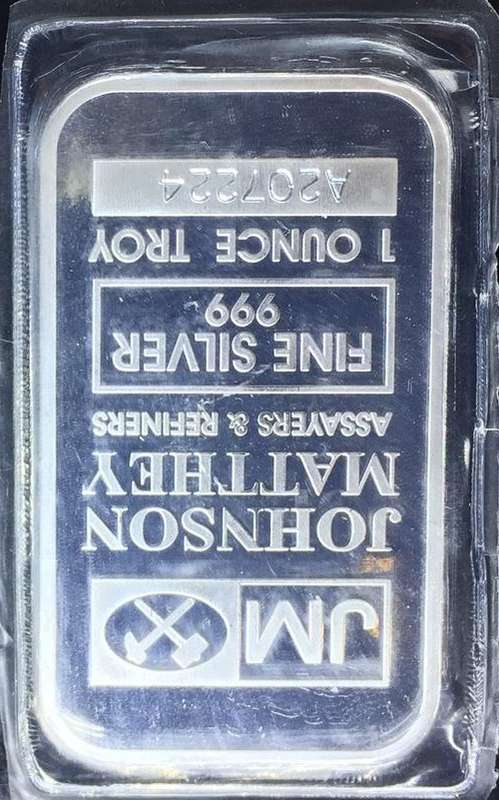 JM
JOHNSON
MATTHEY
ASSAYERS & REFINERS
FINE SILVER
999
1 OUNCE TROY
A207224